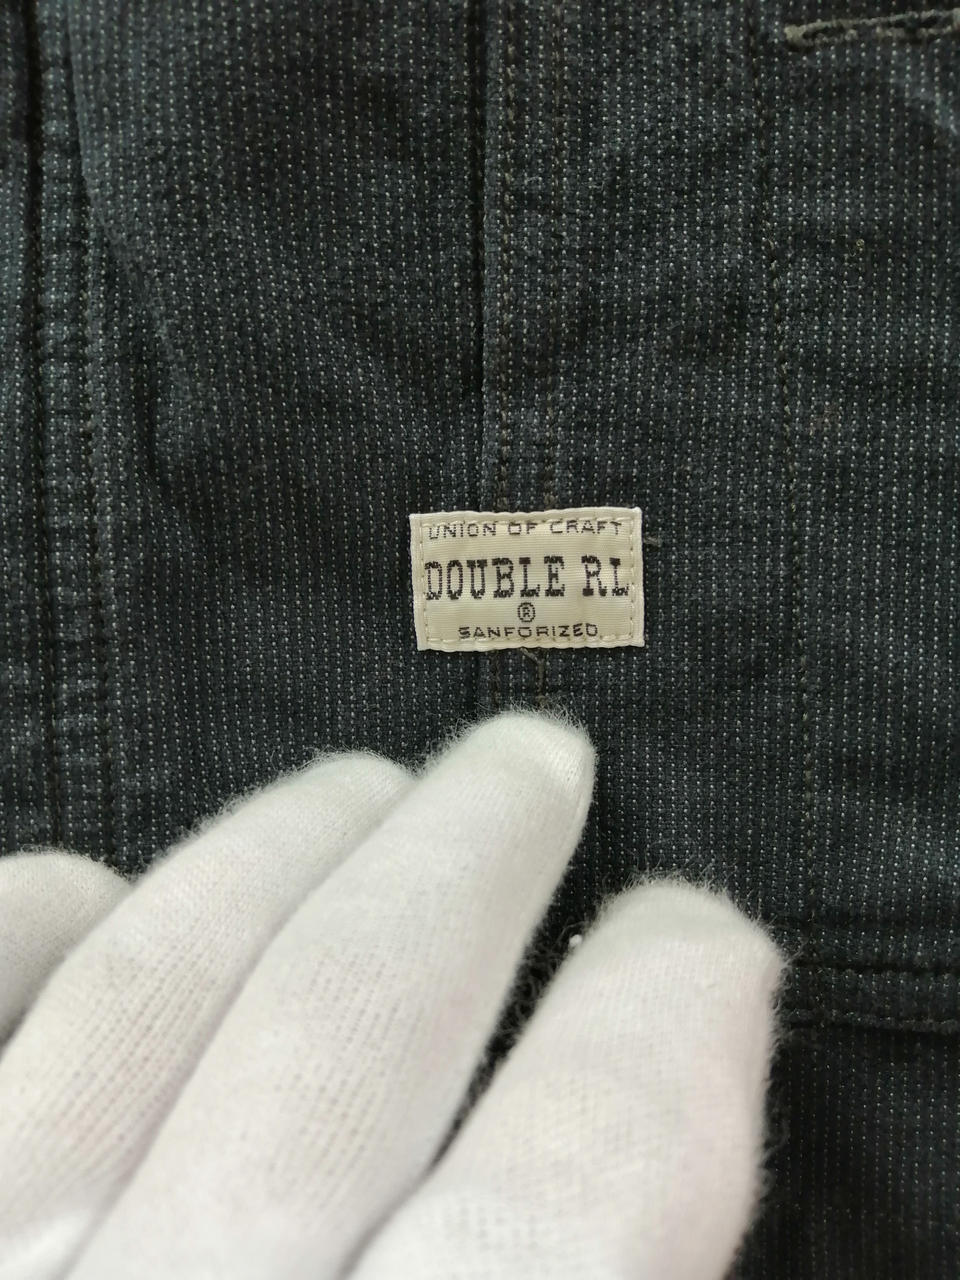 UNION OF CRAFT
DOUBLE RL
®
SANFORIZED